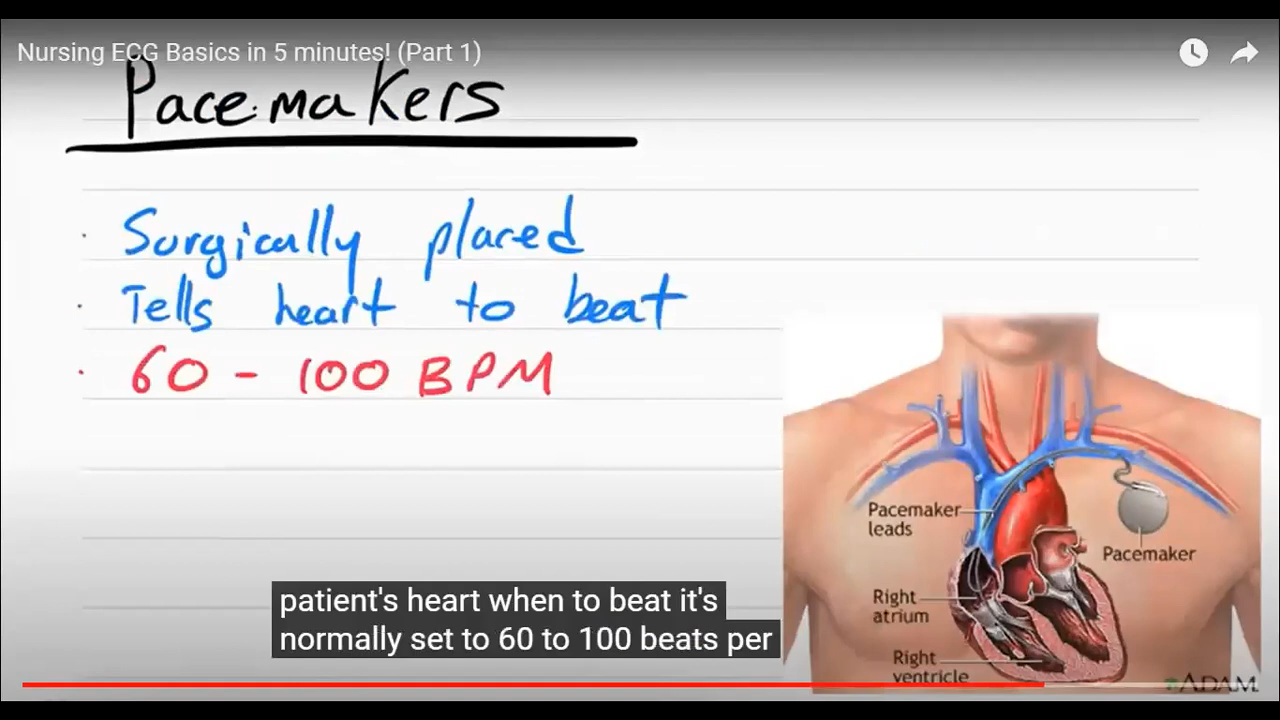 Nursing ECG Basics in 5 minutes! (Part 1)
Pacemakers
· Surgically placed
· Tells heart to beat
· 60 - 100 BPM
Pacemaker
leads
Pacemaker
Right
atrium
Right
ventricle
patient's heart when to beat it's
normally set to 60 to 100 beats per
ADAM.